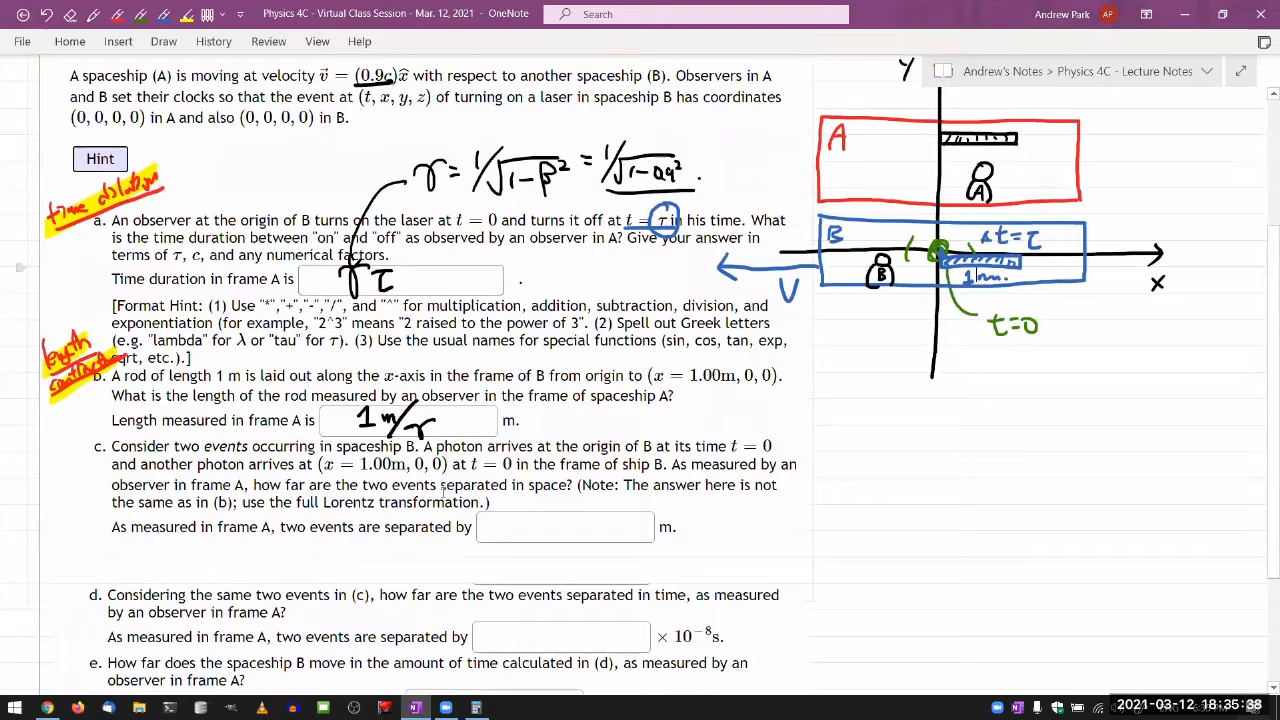 Physics 4C - Virtual Class Session - Mar. 12, 2021 - OneNote
Search
Andrew Park AP
File Home Insert Draw History Review View Help
Andrew's Notes » Physics 4C - Lecture Notes
A spaceship (A) is moving at velocity v⃗ = (0.9c)x̂ with respect to another spaceship (B). Observers in A
and B set their clocks so that the event at (t, x, y, z) of turning on a laser in spaceship B has coordinates
(0, 0, 0, 0) in A and also (0, 0, 0, 0) in B.
Hint
γ = 1/√1-β² = 1/√1-0.9² .
time dilation
a. An observer at the origin of B turns on the laser at t = 0 and turns it off at t = τ in his time. What
is the time duration between "on" and "off" as observed by an observer in A? Give your answer in
terms of τ, c, and any numerical factors.
Time duration in frame A is γτ .
[Format Hint: (1) Use "*","+","-","/", and "^" for multiplication, addition, subtraction, division, and
exponentiation (for example, "2^3" means "2 raised to the power of 3". (2) Spell out Greek letters
(e.g. "lambda" for λ or "tau" for τ). (3) Use the usual names for special functions (sin, cos, tan, exp,
sqrt, etc.).]
length
contraction
b. A rod of length 1 m is laid out along the x-axis in the frame of B from origin to (x = 1.00m, 0, 0).
What is the length of the rod measured by an observer in the frame of spaceship A?
Length measured in frame A is 1m/γ m.
c. Consider two events occurring in spaceship B. A photon arrives at the origin of B at its time t = 0
and another photon arrives at (x = 1.00m, 0, 0) at t = 0 in the frame of ship B. As measured by an
observer in frame A, how far are the two events separated in space? (Note: The answer here is not
the same as in (b); use the full Lorentz transformation.)
As measured in frame A, two events are separated by m.
d. Considering the same two events in (c), how far are the two events separated in time, as measured
by an observer in frame A?
As measured in frame A, two events are separated by × 10⁻⁸s.
e. How far does the spaceship B move in the amount of time calculated in (d), as measured by an
observer in frame A?
Y
A
A
B
t=τ
B
1m.
V
x
t=0
2021-03-12 18:35:38